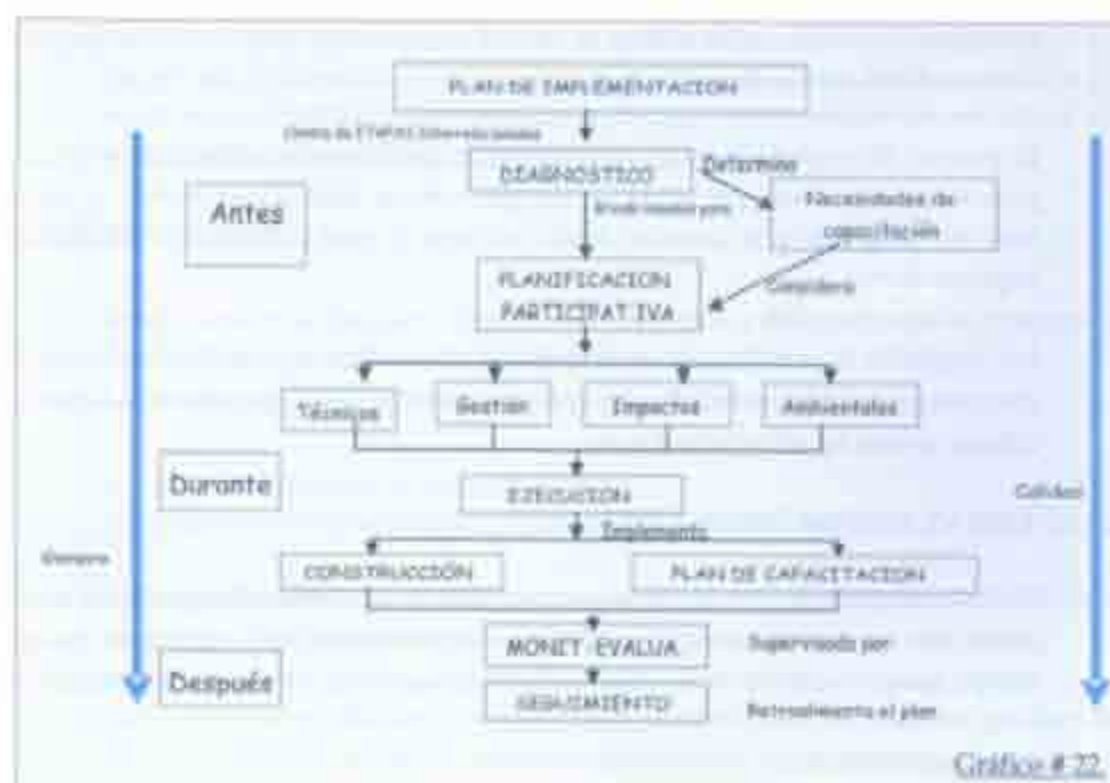 PLAN DE IMPLEMENTACION
DIAGNOSTICO
Determina
Antes
Necesidades de
capacitación
PLANIFICACION
PARTICIPATIVA
Considera
Técnicos
Gestión
Impactos
Ambientales
Durante
EJECUCION
Calidad
Implementa
CONSTRUCCIÓN
PLAN DE CAPACITACION
MONIT-EVALUA
Supervisado por
Después
SEGUIMIENTO
Retroalimenta el plan
Gráfico # 22